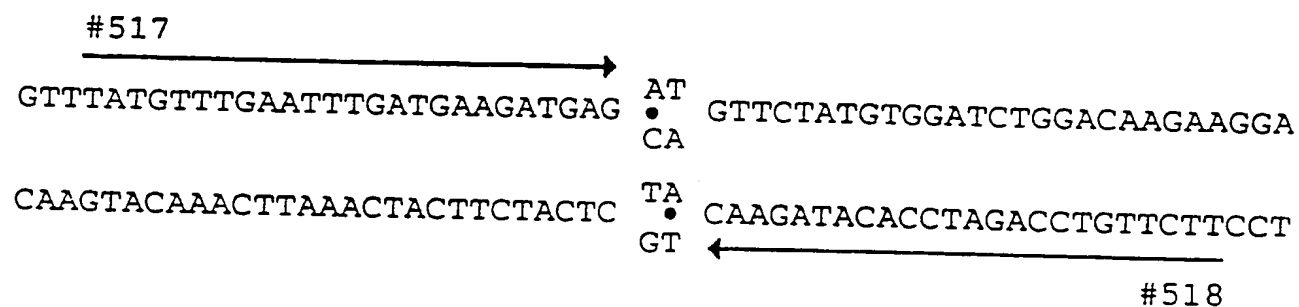 #517
AT
GTTTATGTTTGAATTTGATGAAGATGAG • GTTCTATGTGGATCTGGACAAGAAGGA
CA
TA
CAAGTACAAACTTAAACTACTTCTACTC • CAAGATACACCTAGACCTGTTCTTCCT
GT
#518